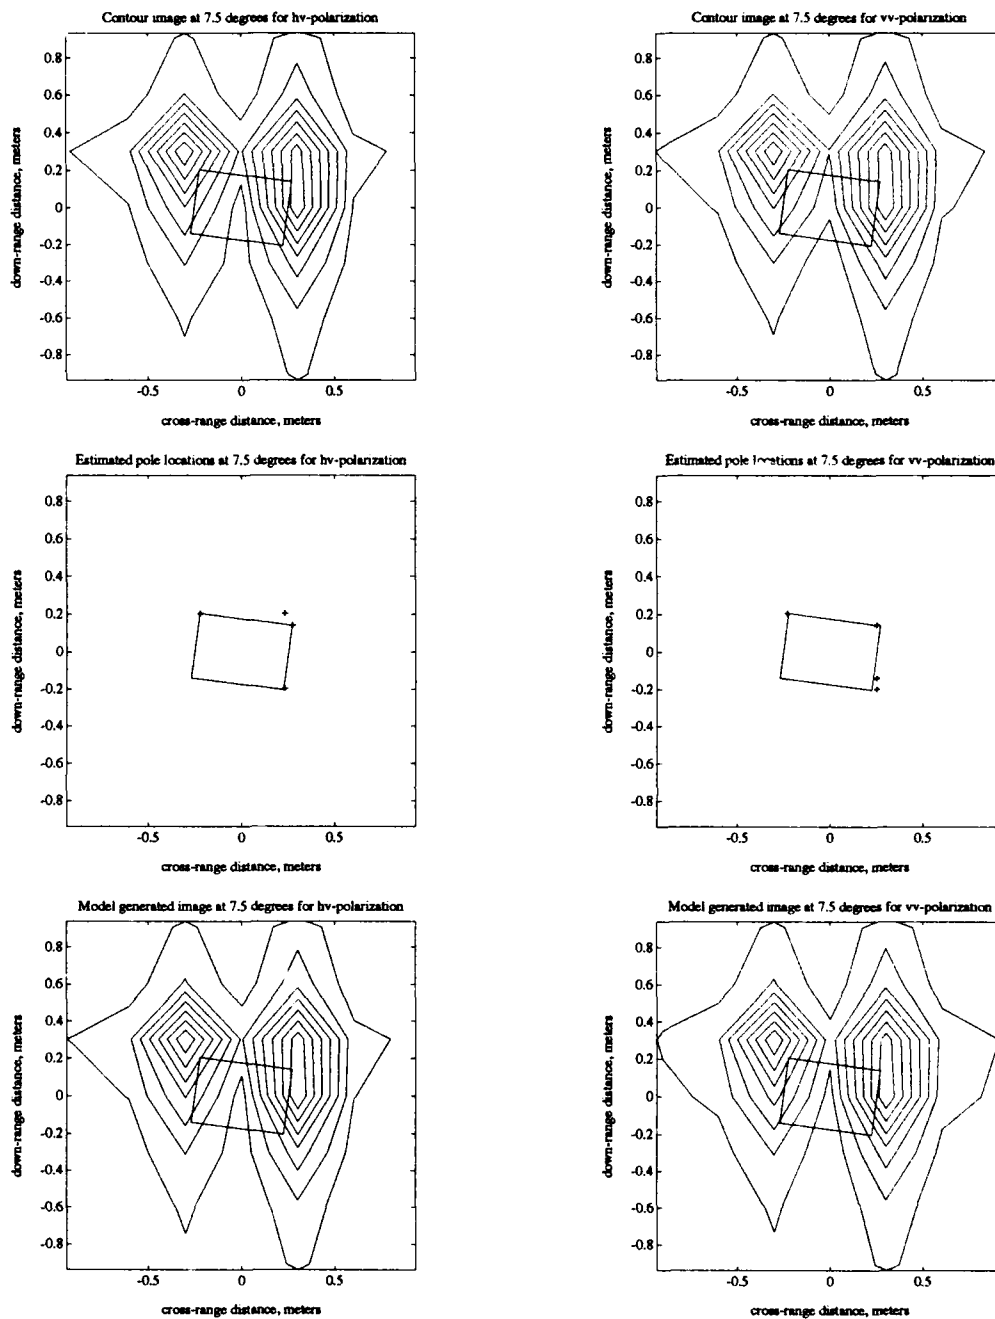 Contour image at 7.5 degrees for hv-polarization
0.8
0.6
0.4
0.2
0
-0.2
-0.4
-0.6
-0.8
down-range distance, meters
-0.5 0 0.5
cross-range distance, meters
Contour image at 7.5 degrees for vv-polarization
0.8
0.6
0.4
0.2
0
-0.2
-0.4
-0.6
-0.8
down-range distance, meters
-0.5 0 0.5
cross-range distance, meters
Estimated pole locations at 7.5 degrees for hv-polarization
0.8
0.6
0.4
0.2
0
-0.2
-0.4
-0.6
-0.8
down-range distance, meters
-0.5 0 0.5
cross-range distance, meters
Estimated pole locations at 7.5 degrees for vv-polarization
0.8
0.6
0.4
0.2
0
-0.2
-0.4
-0.6
-0.8
down-range distance, meters
-0.5 0 0.5
cross-range distance, meters
Model generated image at 7.5 degrees for hv-polarization
0.8
0.6
0.4
0.2
0
-0.2
-0.4
-0.6
-0.8
down-range distance, meters
-0.5 0 0.5
cross-range distance, meters
Model generated image at 7.5 degrees for vv-polarization
0.8
0.6
0.4
0.2
0
-0.2
-0.4
-0.6
-0.8
down-range distance, meters
-0.5 0 0.5
cross-range distance, meters